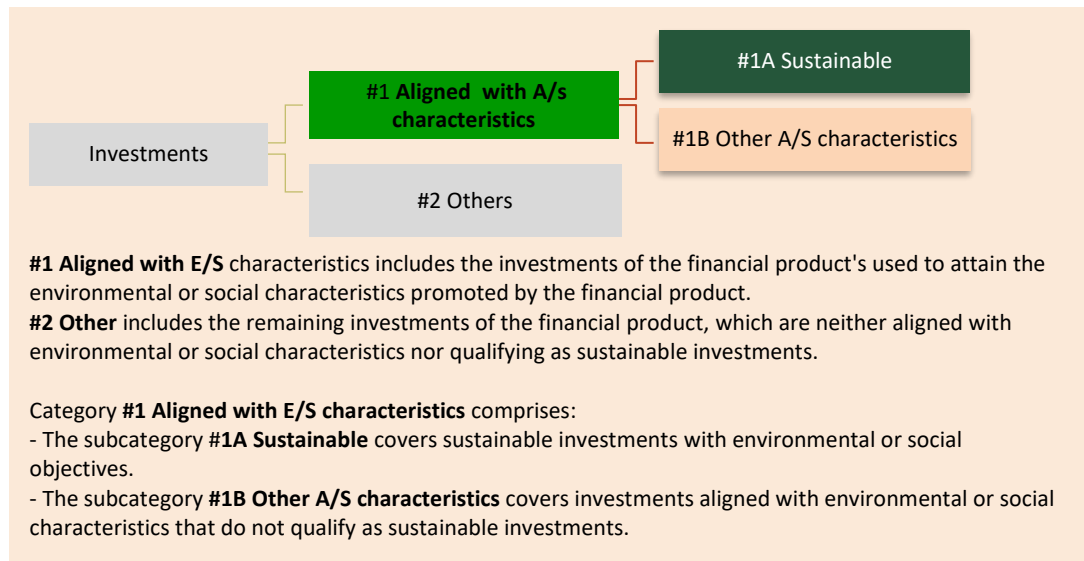 #1A Sustainable
#1 Aligned with A/s
characteristics
#1B Other A/S characteristics
Investments
#2 Others
#1 Aligned with E/S characteristics includes the investments of the financial product's used to attain the
environmental or social characteristics promoted by the financial product.
#2 Other includes the remaining investments of the financial product, which are neither aligned with
environmental or social characteristics nor qualifying as sustainable investments.
Category #1 Aligned with E/S characteristics comprises:
- The subcategory #1A Sustainable covers sustainable investments with environmental or social
objectives.
- The subcategory #1B Other A/S characteristics covers investments aligned with environmental or social
characteristics that do not qualify as sustainable investments.